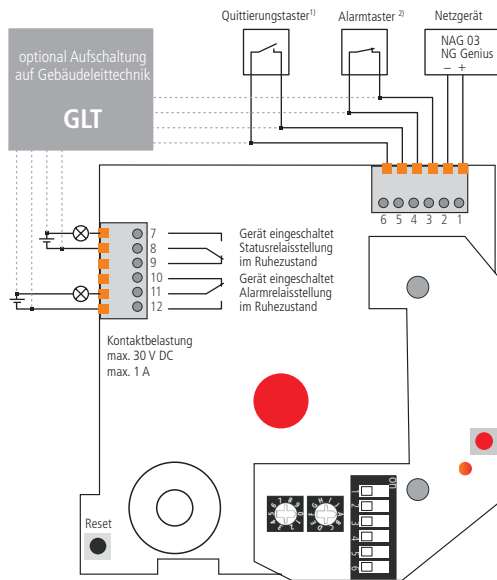 Quittierungstaster1)
Alarmtaster 2)
Netzgerät
NAG 03
NG Genius
– +
optional Aufschaltung
auf Gebäudeleittechnik
GLT
6 5 4 3 2 1
7
8
9
10
11
12
Gerät eingeschaltet
Statusrelaisstellung
im Ruhezustand
Gerät eingeschaltet
Alarmrelaisstellung
im Ruhezustand
Kontaktbelastung
max. 30 V DC
max. 1 A
Reset
On
1
2
3
4
5
6